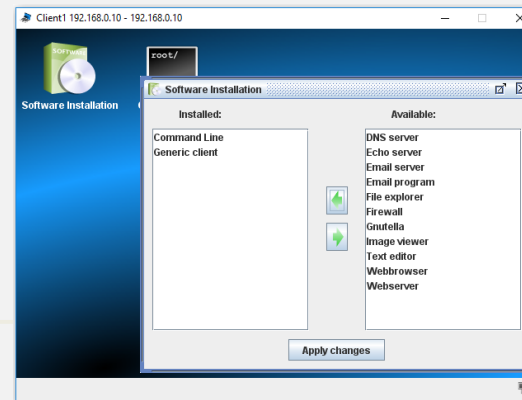 Client1 192.168.0.10 - 192.168.0.10
SOFTWARE
root/
Software Installation
Software Installation
Installed:
Available:
Command Line
Generic client
DNS server
Echo server
Email server
Email program
File explorer
Firewall
Gnutella
Image viewer
Text editor
Webbrowser
Webserver
Apply changes